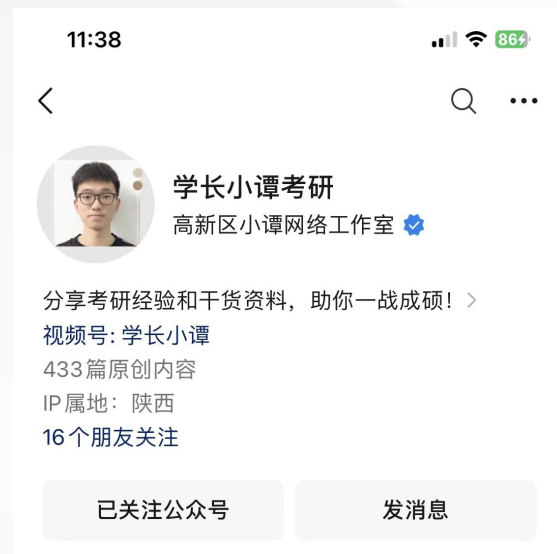 11:38
86
学长小谭考研
高新区小谭网络工作室
分享考研经验和干货资料，助你一战成硕！
视频号: 学长小谭
433篇原创内容
IP属地：陕西
16个朋友关注
已关注公众号
发消息